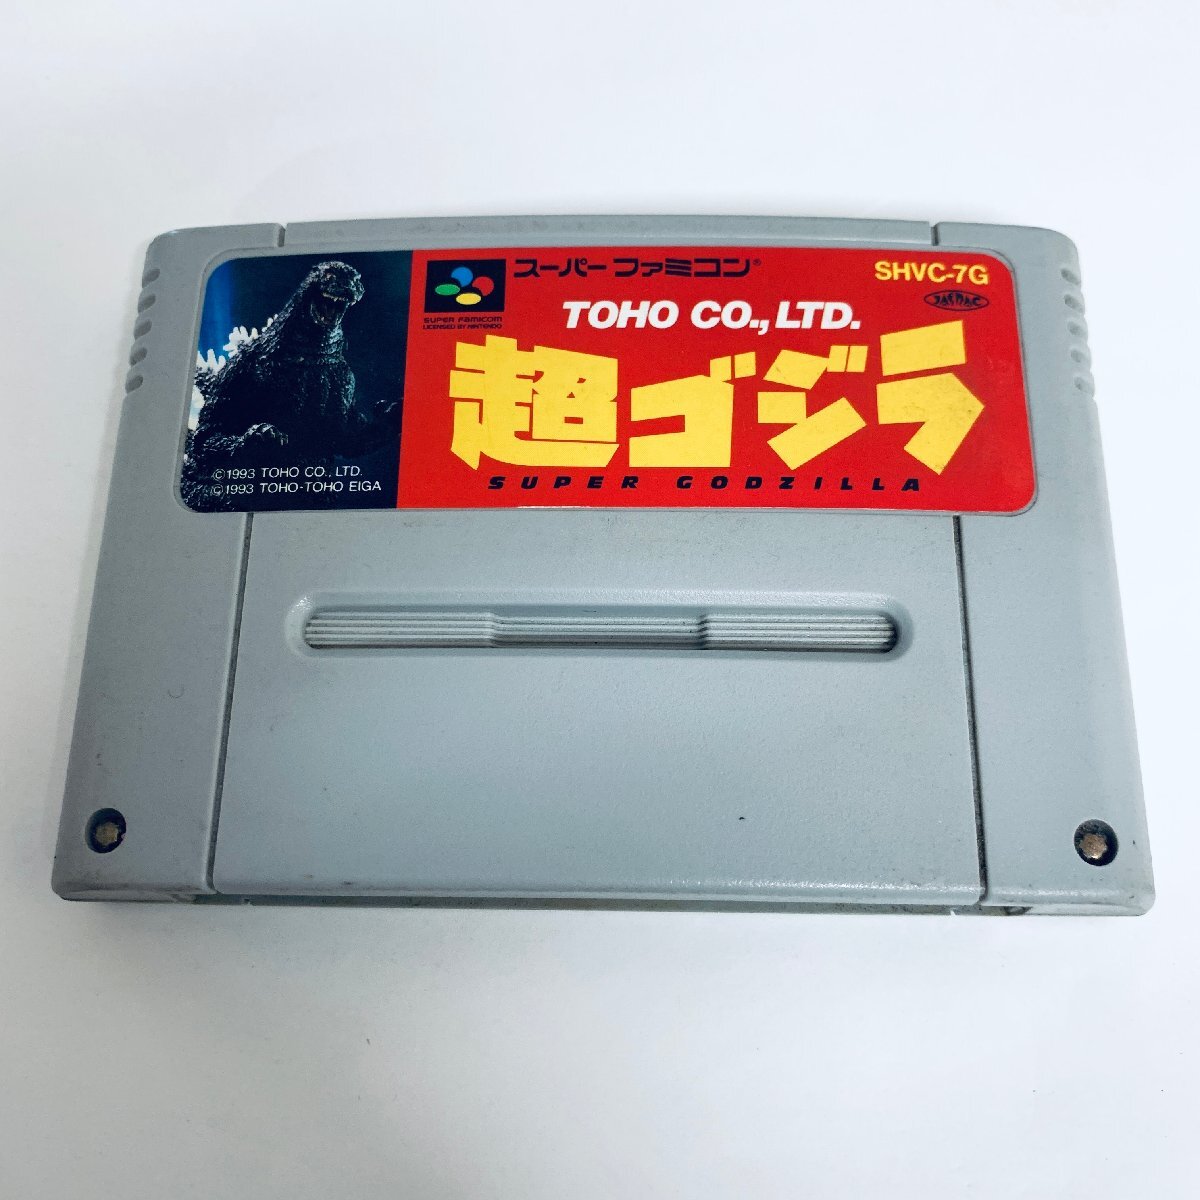 スーパーファミコン®
SHVC-7G
JASRAC
SUPER FAMICOM
LICENSED BY NINTENDO
TOHO CO., LTD.
超ゴジラ
SUPER GODZILLA
©1993 TOHO CO., LTD.
©1993 TOHO-TOHO EIGA